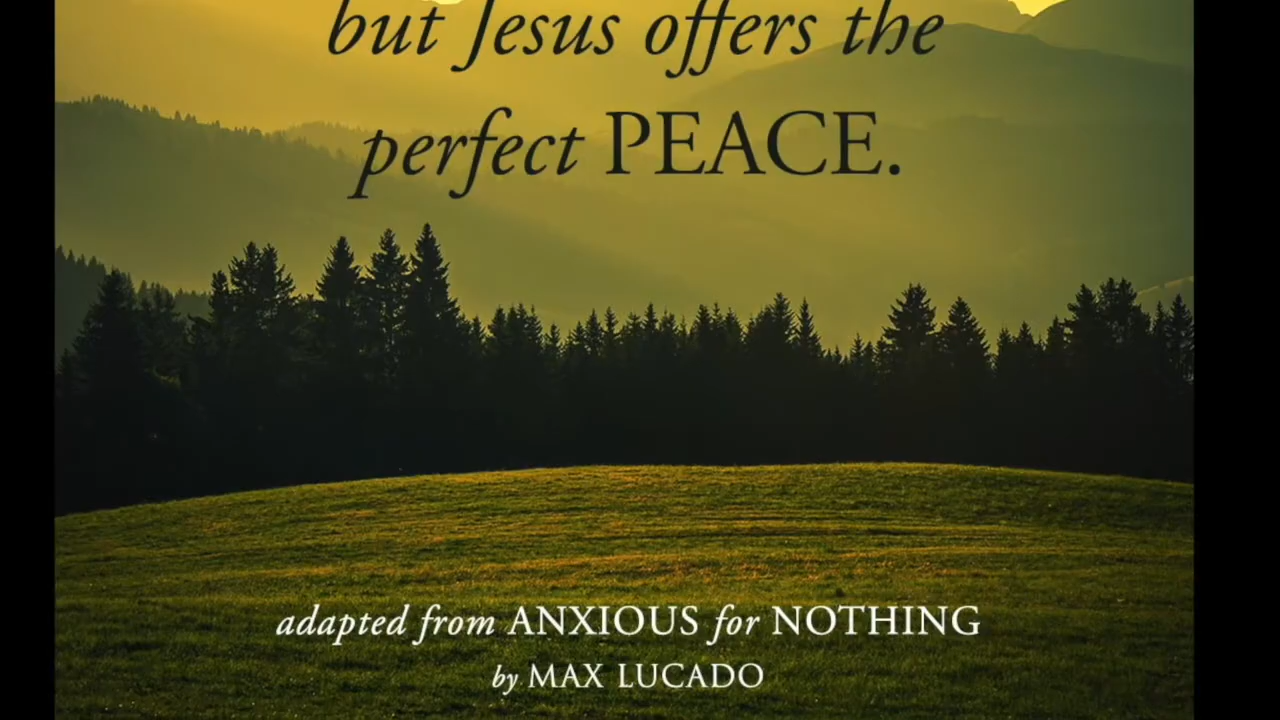 but Jesus offers the
perfect PEACE.
adapted from ANXIOUS for NOTHING
by MAX LUCADO